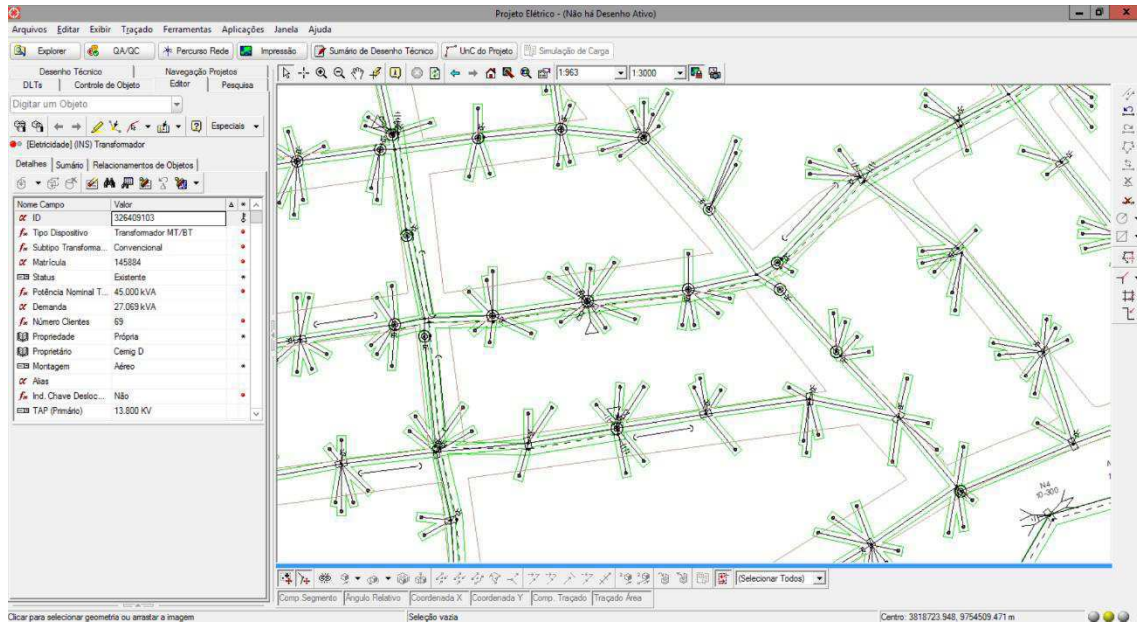 Projeto Elétrico - (Não há Desenho Ativo)
Arquivos Editar Exibir Traçado Ferramentas Aplicações Janela Ajuda
Explorer QA/QC Percurso Rede Impressão Sumário de Desenho Técnico UnC do Projeto Simulação de Carga
Desenho Técnico Navegação Projetos
DLTs Controle de Objeto Editor Pesquisa
1:963 1:3000
Digitar um Objeto
Especiais
[Eletricidade] (INS) Transformador
Detalhes Sumário Relacionamentos de Objetos
Nome Campo Valor
ID 326409103
Tipo Dispositivo Transformador MT/BT
Subtipo Transforma... Convencional
Matrícula 145884
Status Existente
Potência Nominal T... 45.000 kVA
Demanda 27.069 kVA
Número Clientes 69
Propriedade Própria
Proprietário Cemig D
Montagem Aéreo
Alias
Ind. Chave Desloc... Não
TAP (Primário) 13.800 KV
N4
10-300
(Selecionar Todos)
Comp Segmento Ângulo Relativo Coordenada X Coordenada Y Comp. Traçado Traçado Área
Clicar para selecionar geometria ou arrastar a imagem Seleção vazia Centro: 3818723.948, 9754509.471 m